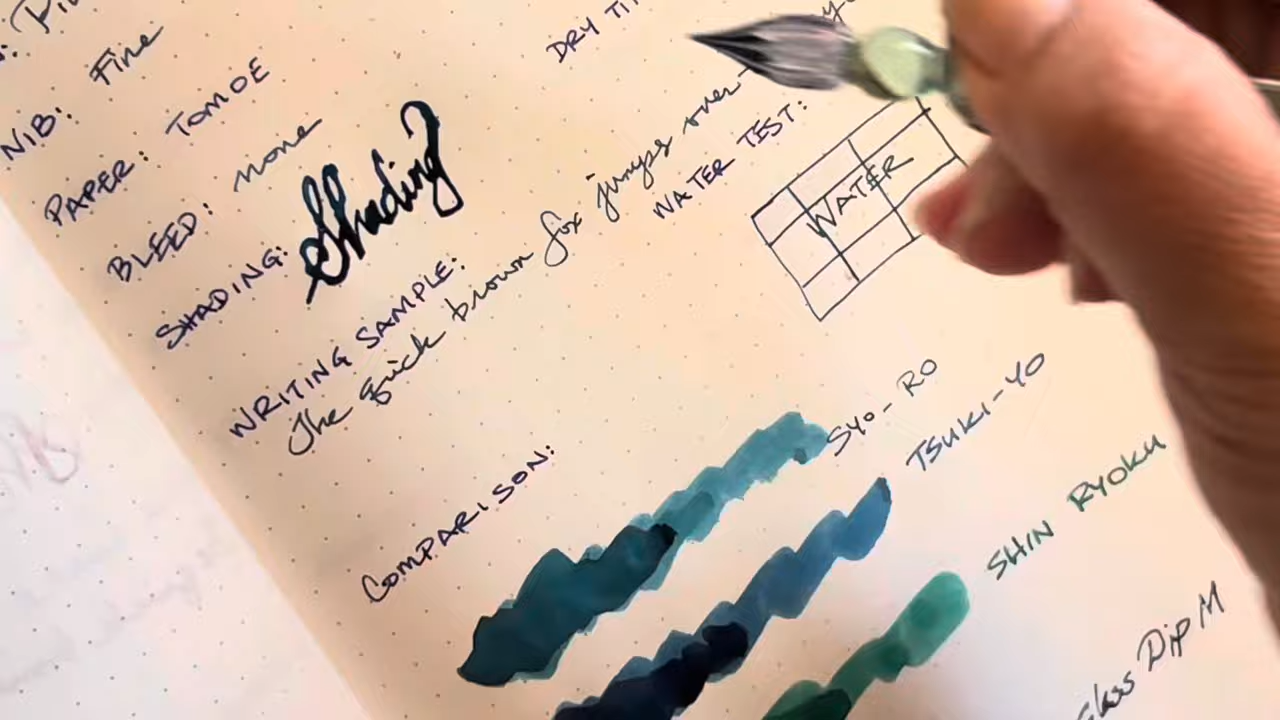 NIB: Fine
DRY TI
PAPER: TOMOE
BLEED: none
SHADING: Shading
WRITING SAMPLE:
The quick brown fox jumps over
WATER TEST:
WATER
COMPARISON:
SYO-RO
TSUKI-YO
SHIN RYOKU
Glass Dip M